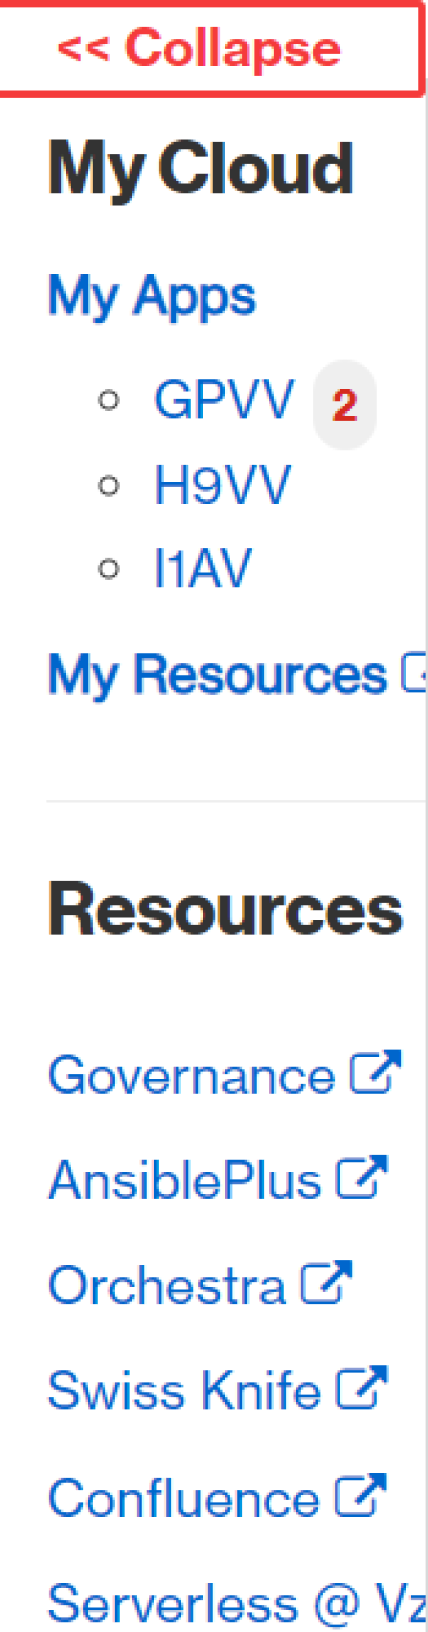 << Collapse
My Cloud
My Apps
GPVV 2
H9VV
I1AV
My Resources
Resources
Governance
AnsiblePlus
Orchestra
Swiss Knife
Confluence
Serverless @ Vz